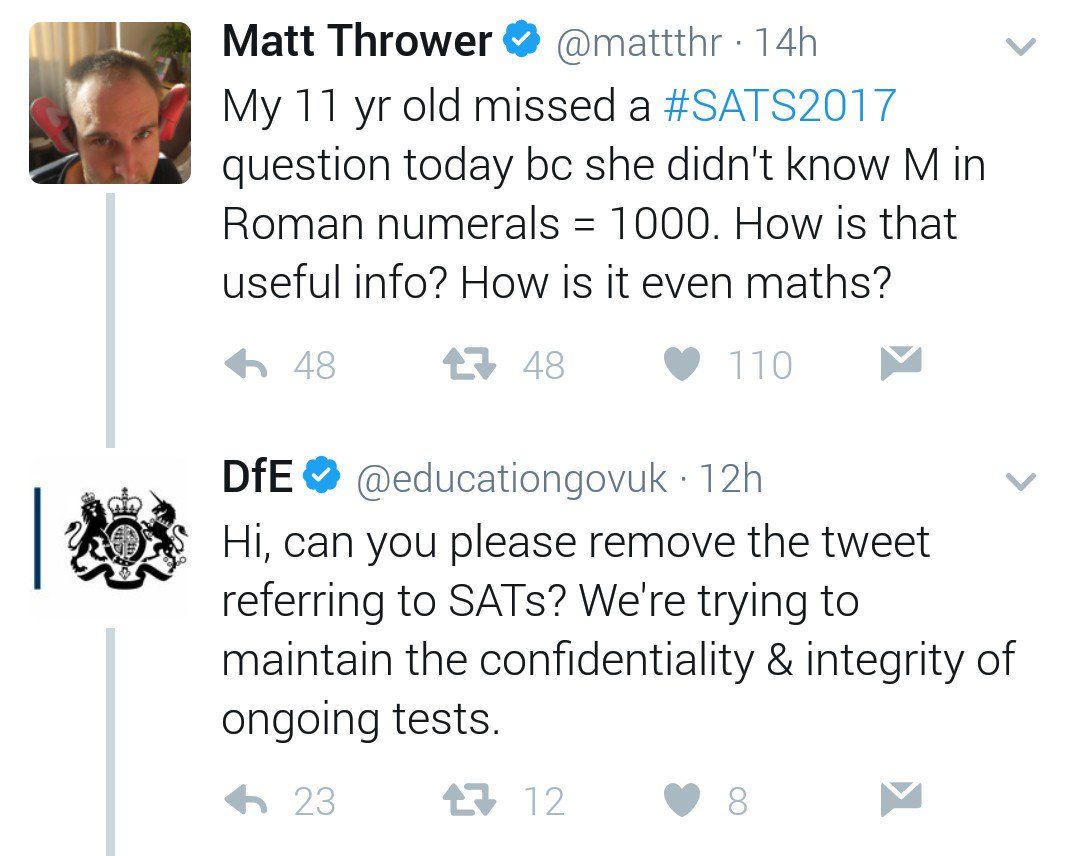 Matt Thrower @mattthr · 14h
My 11 yr old missed a #SATS2017
question today bc she didn't know M in
Roman numerals = 1000. How is that
useful info? How is it even maths?
48 48 110
DfE @educationgovuk · 12h
Hi, can you please remove the tweet
referring to SATs? We're trying to
maintain the confidentiality & integrity of
ongoing tests.
23 12 8